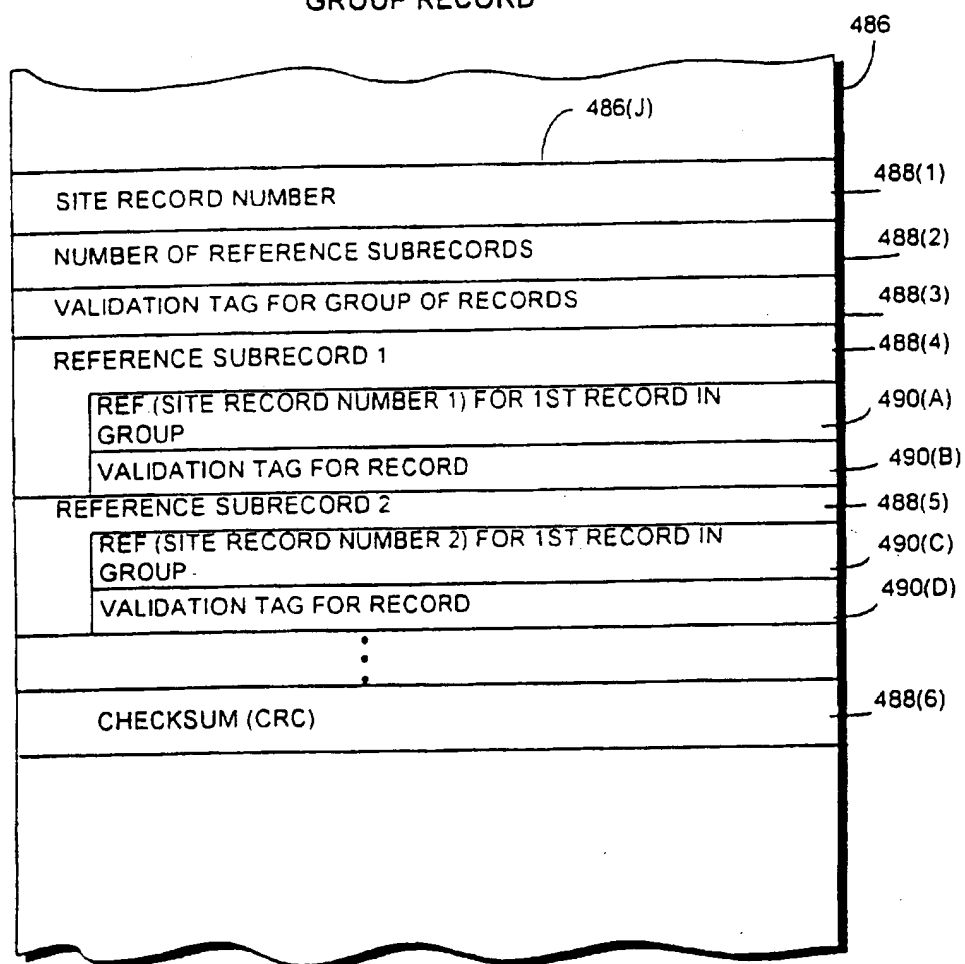 GROUP RECORD
486
486(J)
SITE RECORD NUMBER 488(1)
NUMBER OF REFERENCE SUBRECORDS 488(2)
VALIDATION TAG FOR GROUP OF RECORDS 488(3)
REFERENCE SUBRECORD 1 488(4)
REF (SITE RECORD NUMBER 1) FOR 1ST RECORD IN 490(A)
GROUP
VALIDATION TAG FOR RECORD 490(B)
REFERENCE SUBRECORD 2 488(5)
REF (SITE RECORD NUMBER 2) FOR 1ST RECORD IN 490(C)
GROUP
VALIDATION TAG FOR RECORD 490(D)
CHECKSUM (CRC) 488(6)